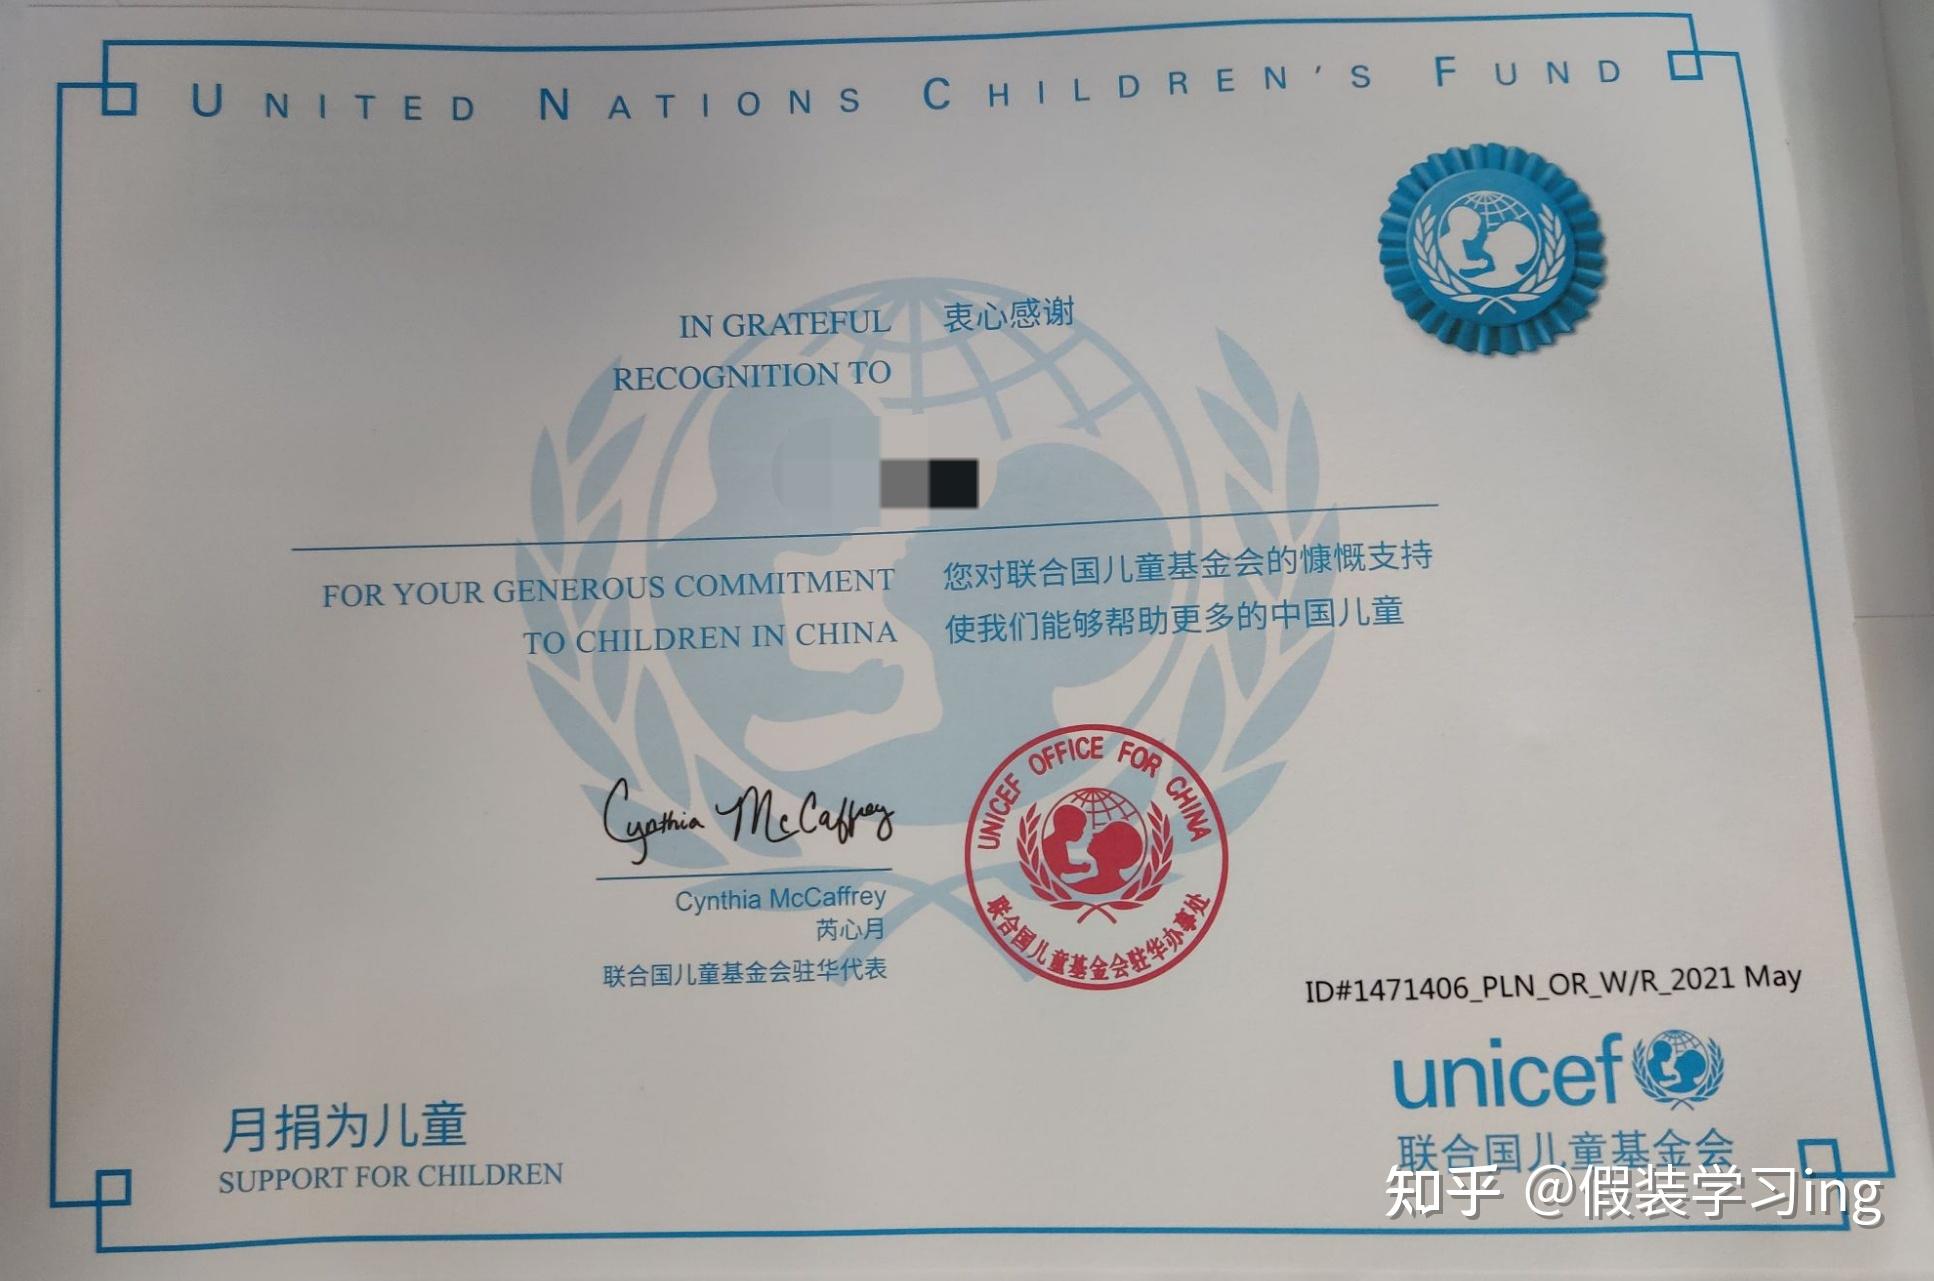 UNITED NATIONS CHILDREN'S FUND
IN GRATEFUL 衷心感谢
RECOGNITION TO
FOR YOUR GENEROUS COMMITMENT 您对联合国儿童基金会的慷慨支持
TO CHILDREN IN CHINA 使我们能够帮助更多的中国儿童
Cynthia McCaffrey
Cynthia McCaffrey
芮心月
联合国儿童基金会驻华代表
UNICEF OFFICE FOR CHINA
联合国儿童基金会驻华办事处
ID#1471406_PLN_OR_W/R_2021 May
unicef
联合国儿童基金会
月捐为儿童
SUPPORT FOR CHILDREN
知乎 @假装学习ing